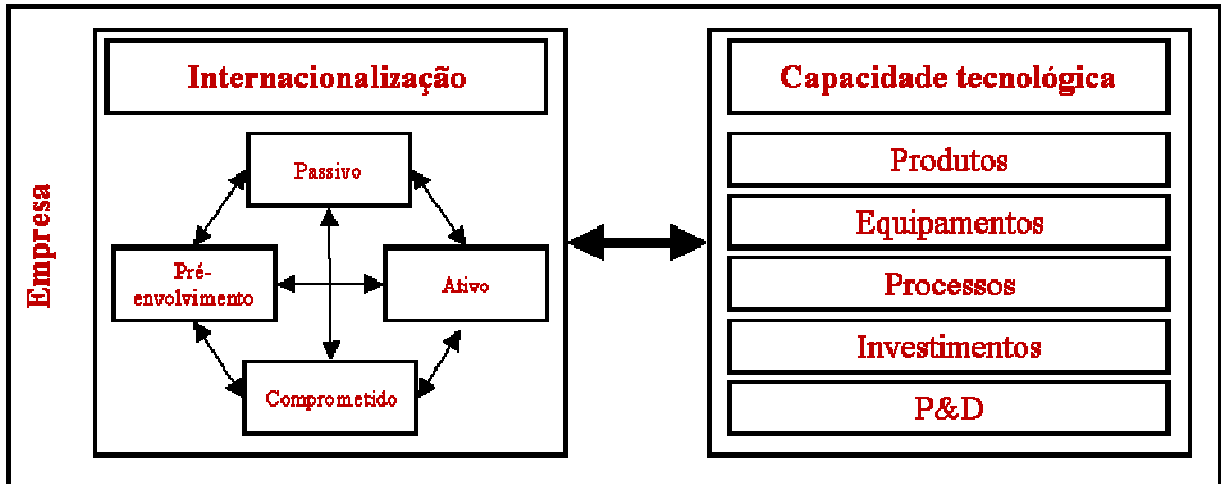 Empresa
Internacionalização
Passivo
Pré-
envolvimento
Ativo
Comprometido
Capacidade tecnológica
Produtos
Equipamentos
Processos
Investimentos
P&D